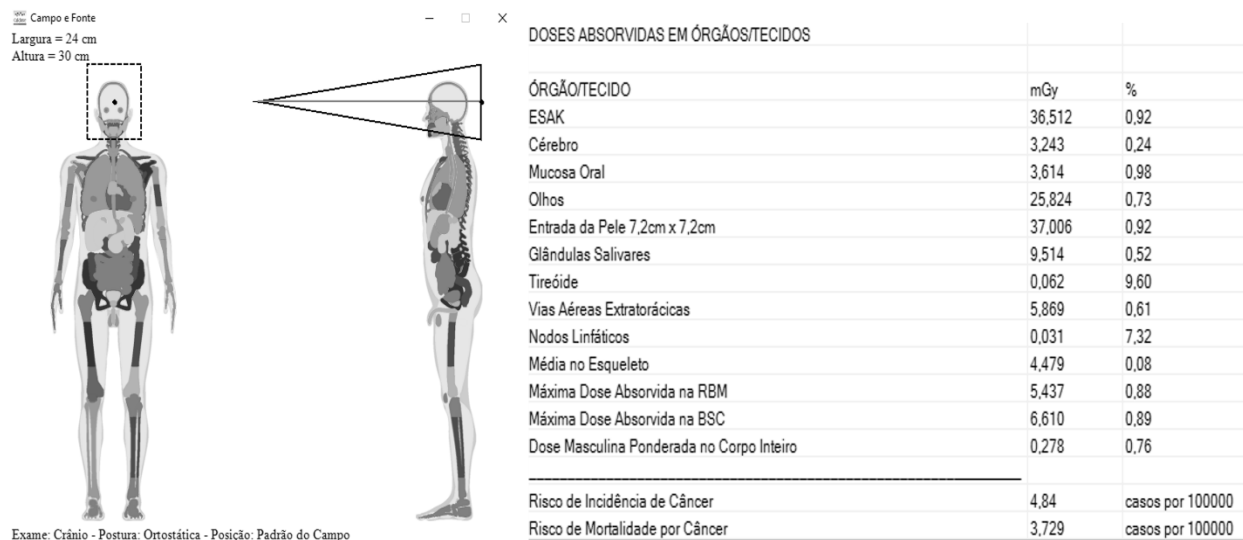 Campo e Fonte
Largura = 24 cm
Altura = 30 cm
Exame: Crânio - Postura: Ortostática - Posição: Padrão do Campo
DOSES ABSORVIDAS EM ÓRGÃOS/TECIDOS
ÓRGÃO/TECIDO mGy %
ESAK 36,512 0,92
Cérebro 3,243 0,24
Mucosa Oral 3,614 0,98
Olhos 25,824 0,73
Entrada da Pele 7,2cm x 7,2cm 37,006 0,92
Glândulas Salivares 9,514 0,52
Tireóide 0,062 9,60
Vias Aéreas Extratorácicas 5,869 0,61
Nodos Linfáticos 0,031 7,32
Média no Esqueleto 4,479 0,08
Máxima Dose Absorvida na RBM 5,437 0,88
Máxima Dose Absorvida na BSC 6,610 0,89
Dose Masculina Ponderada no Corpo Inteiro 0,278 0,76
Risco de Incidência de Câncer 4,84 casos por 100000
Risco de Mortalidade por Câncer 3,729 casos por 100000